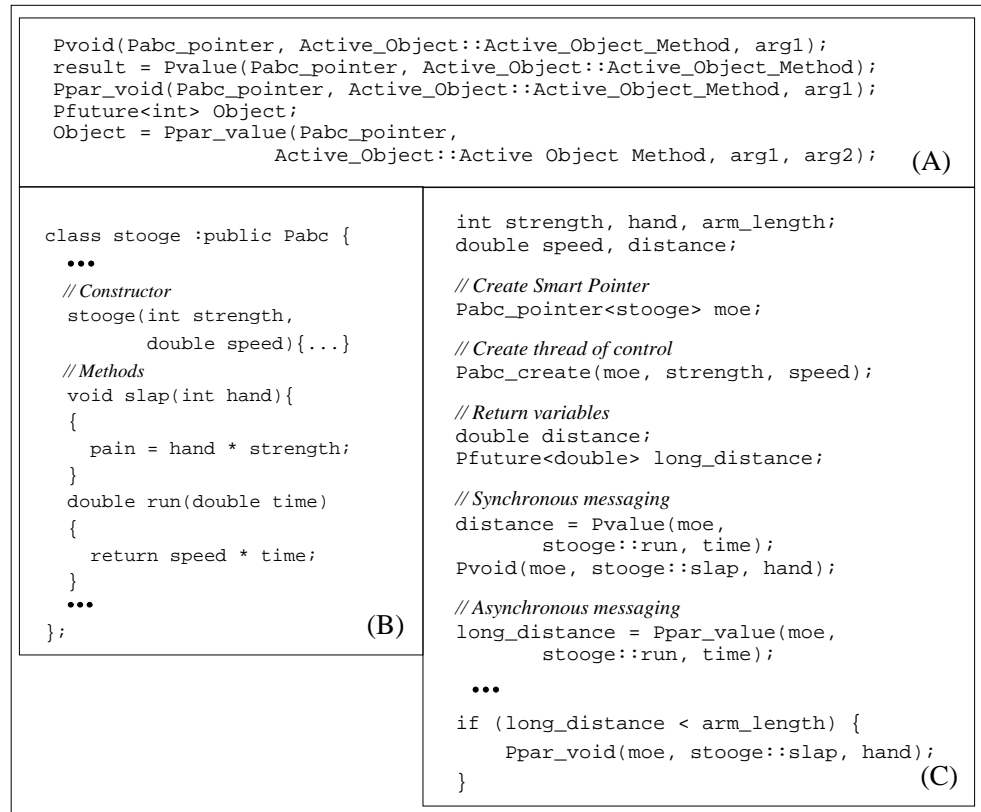 Pvoid(Pabc_pointer, Active_Object::Active_Object_Method, arg1);
result = Pvalue(Pabc_pointer, Active_Object::Active_Object_Method);
Ppar_void(Pabc_pointer, Active_Object::Active_Object_Method, arg1);
Pfuture<int> Object;
Object = Ppar_value(Pabc_pointer,
Active_Object::Active Object Method, arg1, arg2);
(A)
class stooge :public Pabc {
•••
// Constructor
stooge(int strength,
double speed){...}
// Methods
void slap(int hand){
{
pain = hand * strength;
}
double run(double time)
{
return speed * time;
}
•••
};
(B)
int strength, hand, arm_length;
double speed, distance;
// Create Smart Pointer
Pabc_pointer<stooge> moe;
// Create thread of control
Pabc_create(moe, strength, speed);
// Return variables
double distance;
Pfuture<double> long_distance;
// Synchronous messaging
distance = Pvalue(moe,
stooge::run, time);
Pvoid(moe, stooge::slap, hand);
// Asynchronous messaging
long_distance = Ppar_value(moe,
stooge::run, time);
•••
if (long_distance < arm_length) {
Ppar_void(moe, stooge::slap, hand);
}
(C)